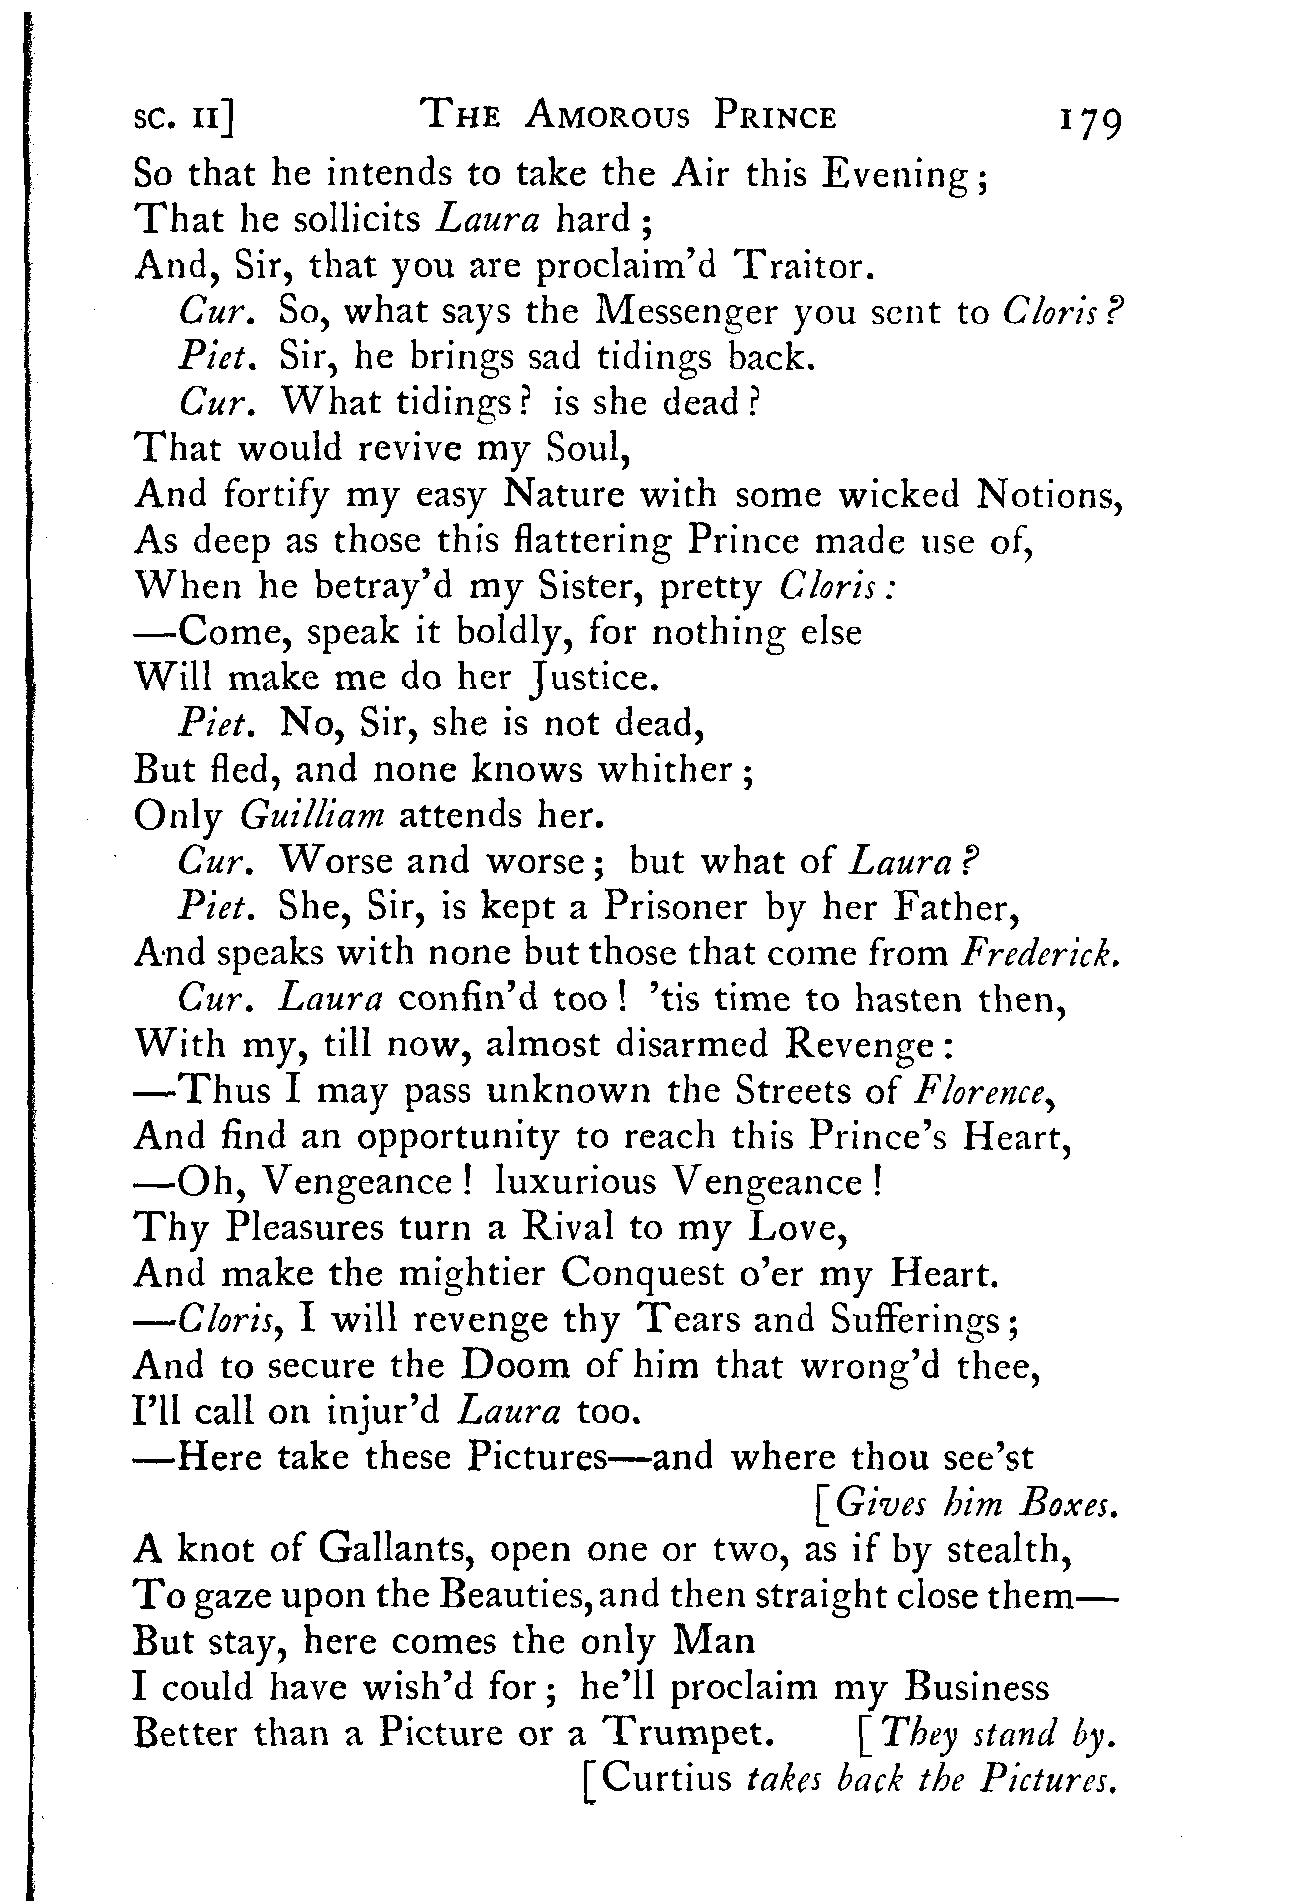 SC. II] THE AMOROUS PRINCE 179
So that he intends to take the Air this Evening;
That he sollicits Laura hard;
And, Sir, that you are proclaim'd Traitor.
Cur. So, what says the Messenger you sent to Cloris?
Piet. Sir, he brings sad tidings back.
Cur. What tidings? is she dead?
That would revive my Soul,
And fortify my easy Nature with some wicked Notions,
As deep as those this flattering Prince made use of,
When he betray'd my Sister, pretty Cloris:
—Come, speak it boldly, for nothing else
Will make me do her Justice.
Piet. No, Sir, she is not dead,
But fled, and none knows whither;
Only Guilliam attends her.
Cur. Worse and worse; but what of Laura?
Piet. She, Sir, is kept a Prisoner by her Father,
And speaks with none but those that come from Frederick.
Cur. Laura confin'd too! 'tis time to hasten then,
With my, till now, almost disarmed Revenge:
—Thus I may pass unknown the Streets of Florence,
And find an opportunity to reach this Prince's Heart,
—Oh, Vengeance! luxurious Vengeance!
Thy Pleasures turn a Rival to my Love,
And make the mightier Conquest o'er my Heart.
—Cloris, I will revenge thy Tears and Sufferings;
And to secure the Doom of him that wrong'd thee,
I'll call on injur'd Laura too.
—Here take these Pictures—and where thou see'st
[Gives him Boxes.
A knot of Gallants, open one or two, as if by stealth,
To gaze upon the Beauties, and then straight close them—
But stay, here comes the only Man
I could have wish'd for; he'll proclaim my Business
Better than a Picture or a Trumpet. [They stand by.
[Curtius takes back the Pictures.